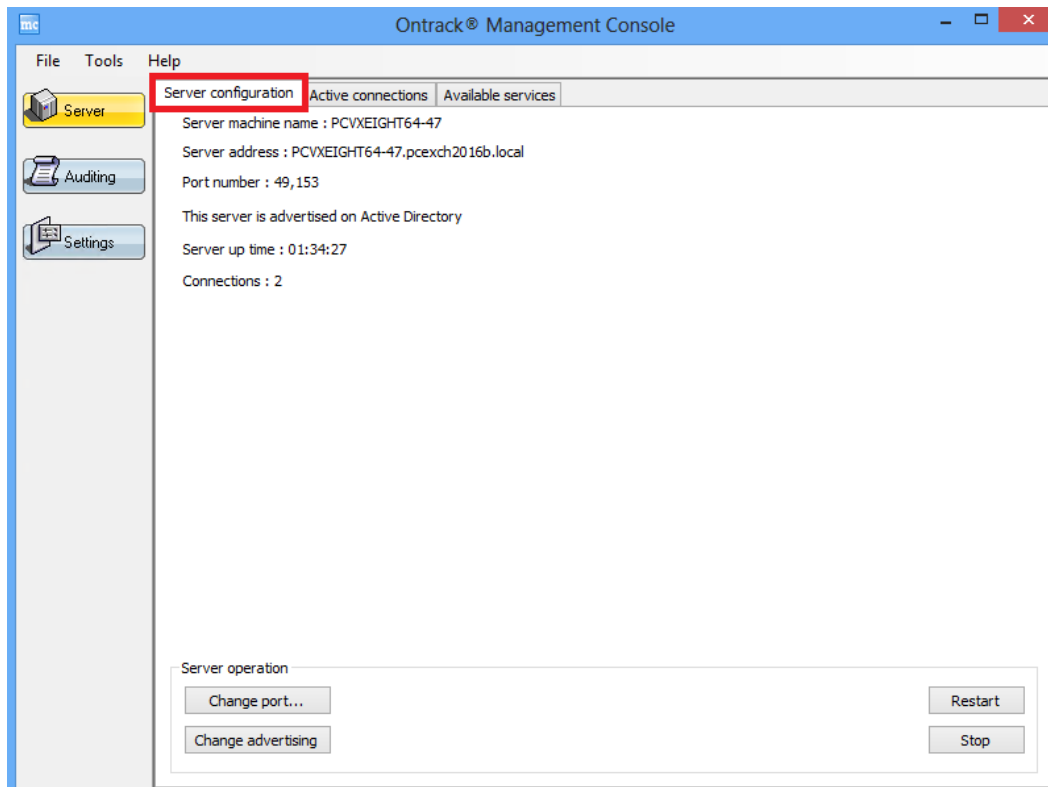 mc
Ontrack® Management Console
File Tools Help
Server configuration Active connections Available services
Server
Auditing
Settings
Server machine name : PCVXEIGHT64-47
Server address : PCVXEIGHT64-47.pcexch2016b.local
Port number : 49,153
This server is advertised on Active Directory
Server up time : 01:34:27
Connections : 2
Server operation
Change port... Restart
Change advertising Stop